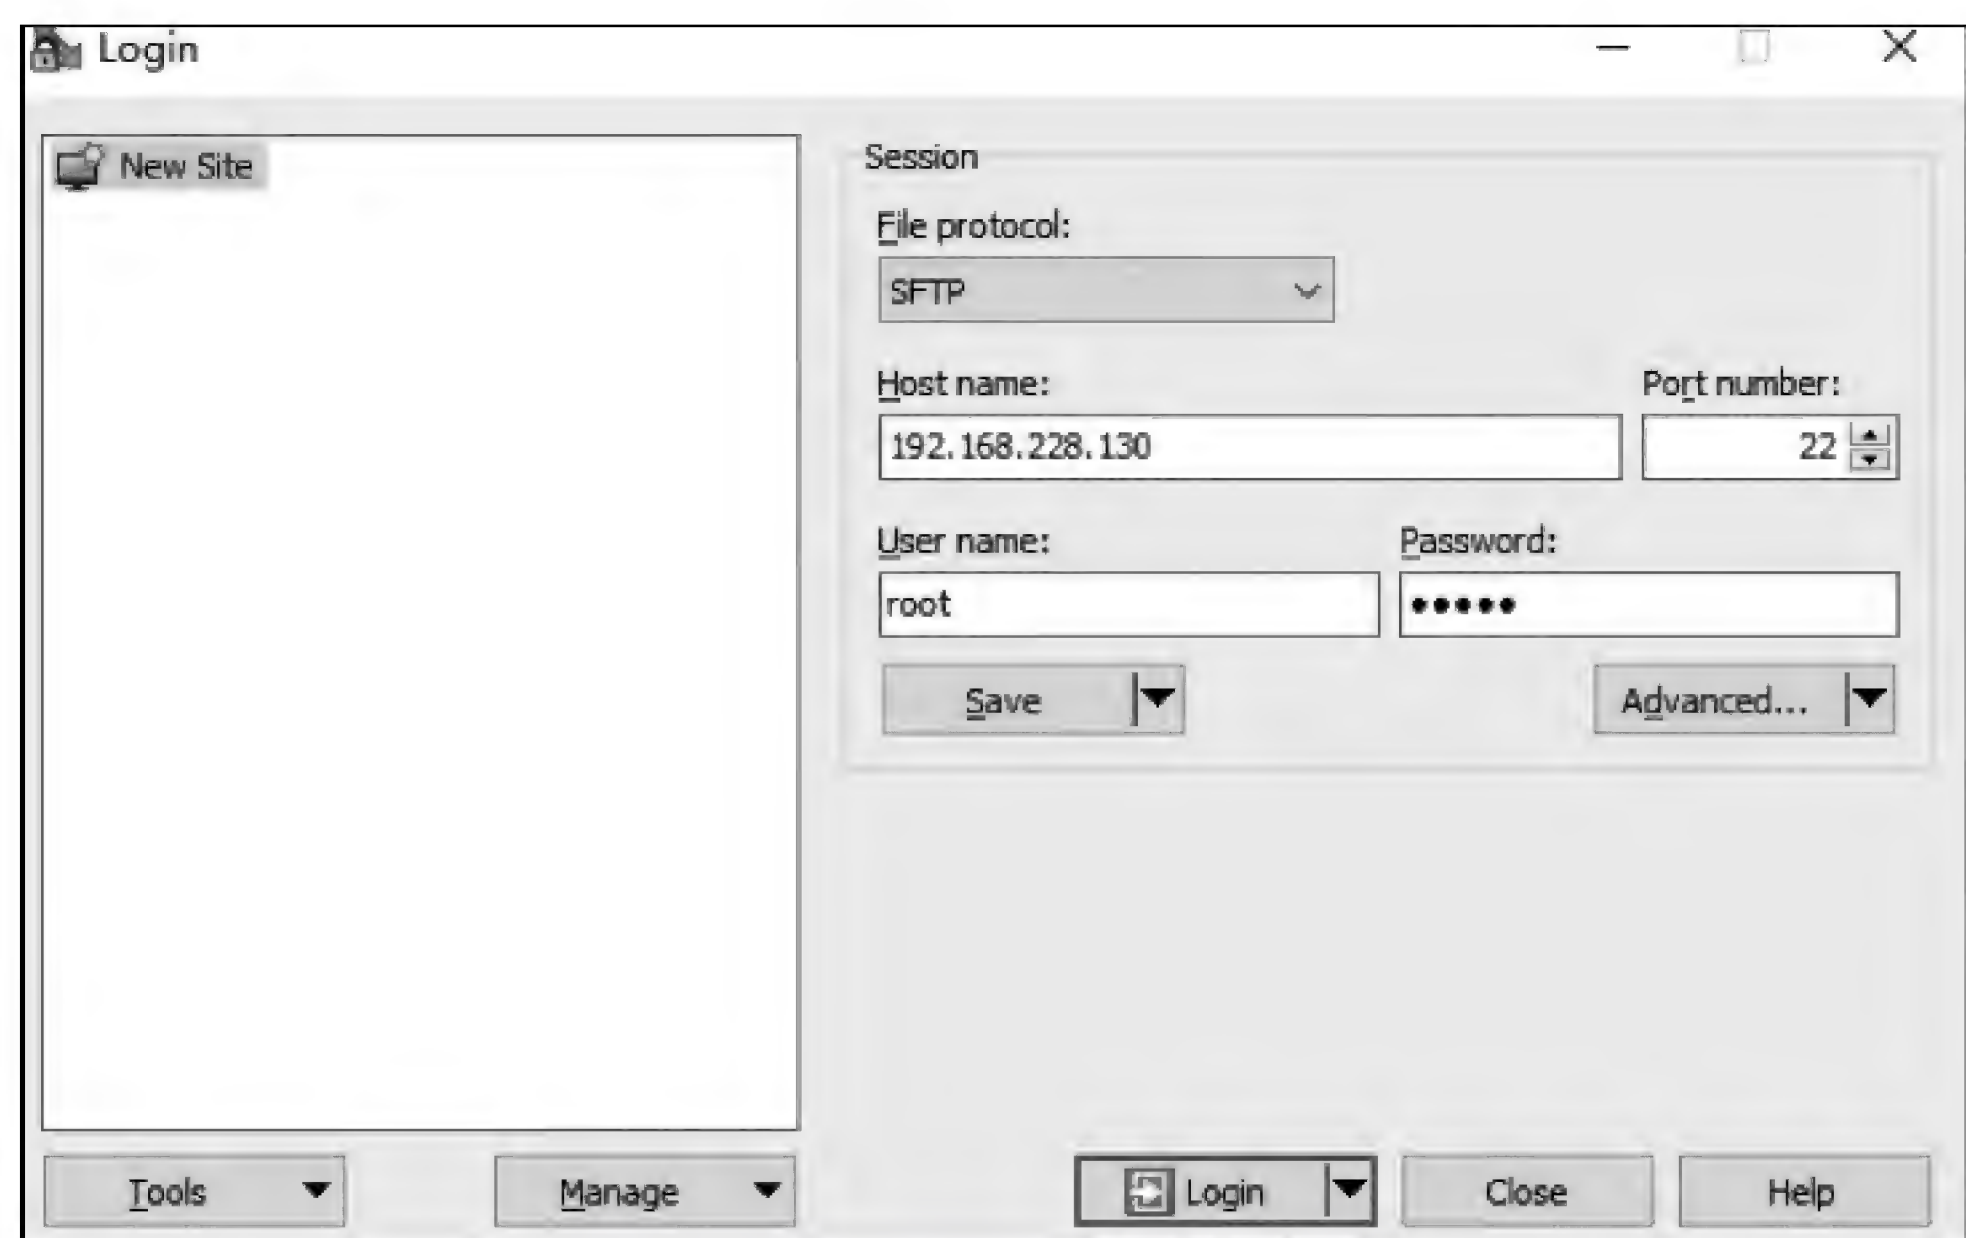 Login
New Site
Session
File protocol:
SFTP
Host name: Port number:
192.168.228.130 22
User name: Password:
root •••••
Save Advanced...
Tools Manage Login Close Help